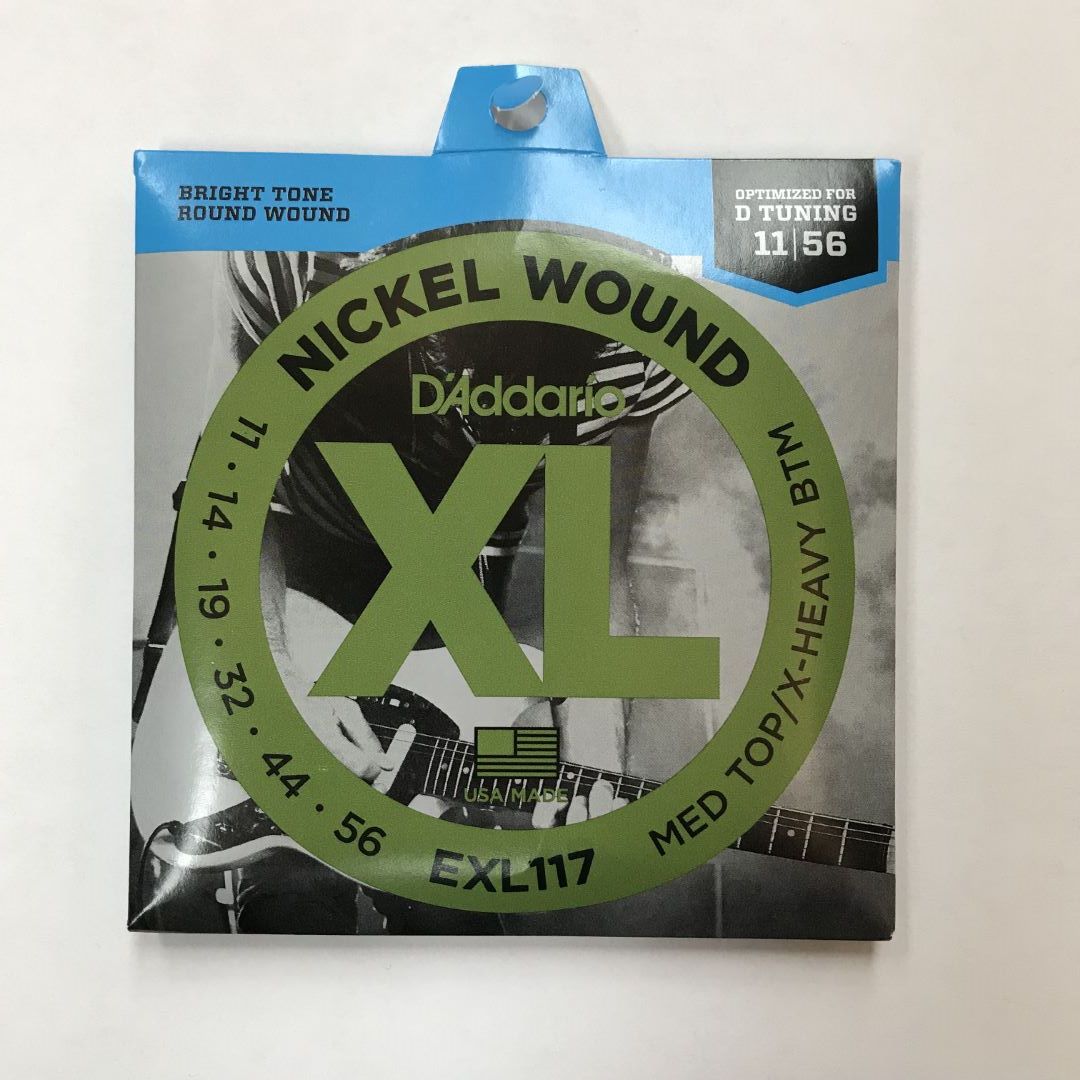 BRIGHT TONE
ROUND WOUND
OPTIMIZED FOR
D TUNING
11|56
NICKEL WOUND
D'Addario
XL
USA MADE
11 · 14 · 19 · 32 · 44 · 56
EXL117
MED TOP/X-HEAVY BTM